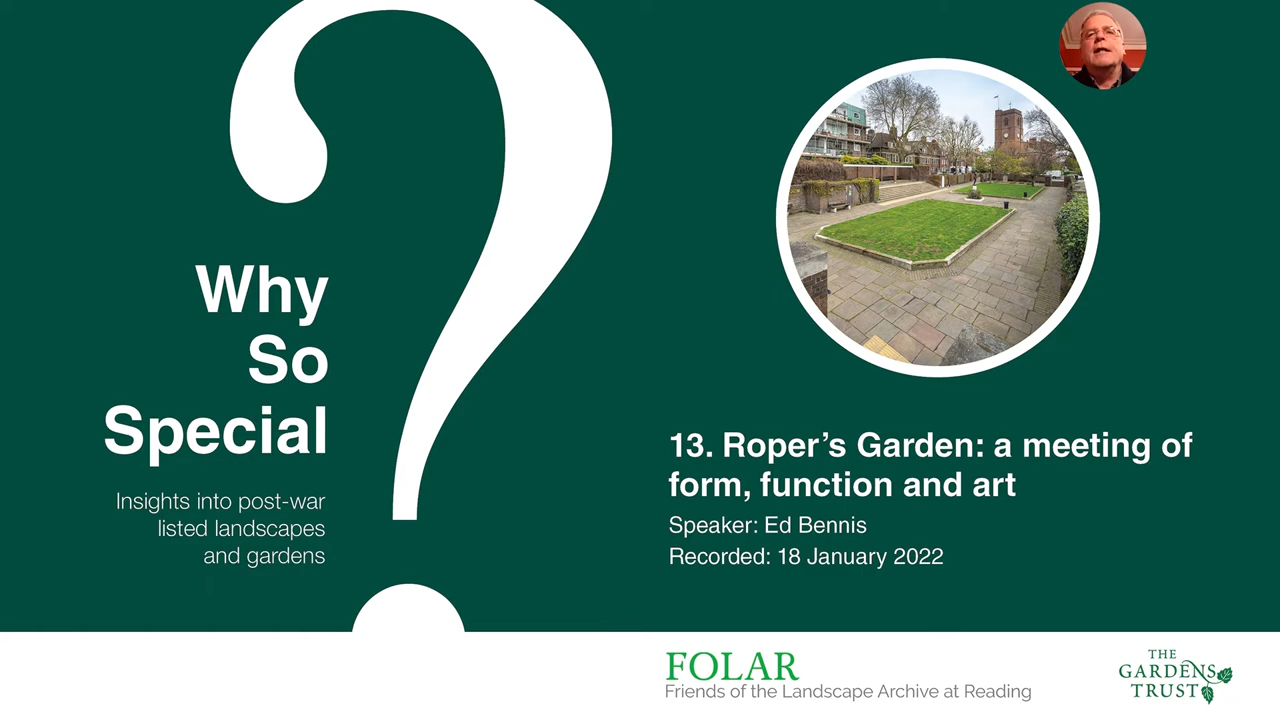 Why
So
Special
Insights into post-war
listed landscapes
and gardens
13. Roper’s Garden: a meeting of
form, function and art
Speaker: Ed Bennis
Recorded: 18 January 2022
FOLAR
Friends of the Landscape Archive at Reading
THE
GARDENS
TRUST